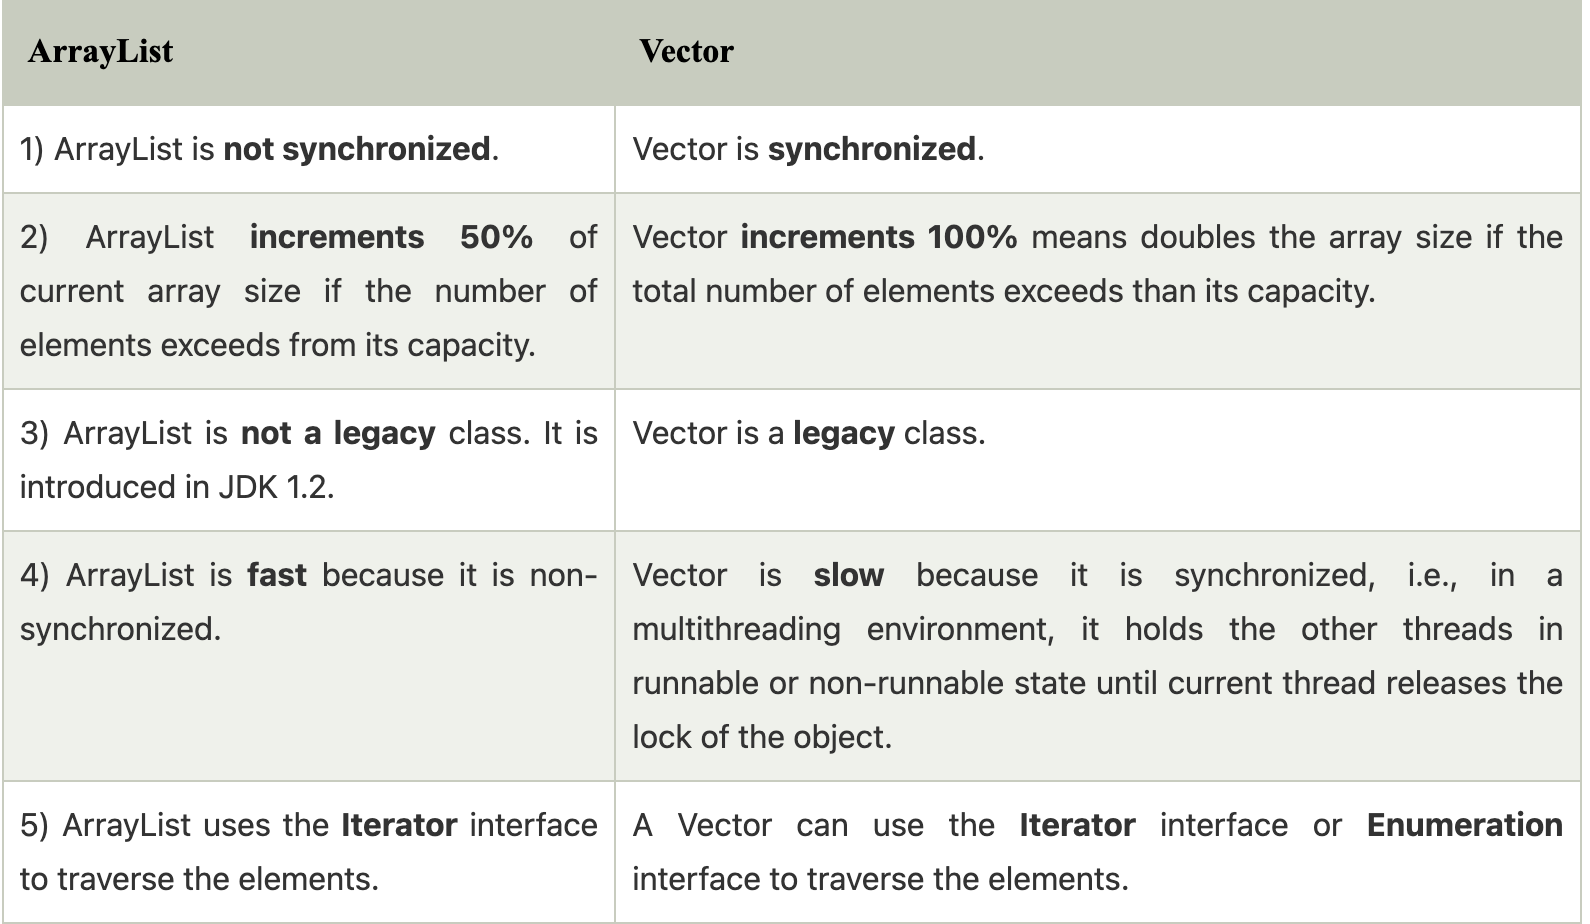 ArrayList
Vector
1) ArrayList is not synchronized.
Vector is synchronized.
2) ArrayList increments 50% of
current array size if the number of
elements exceeds from its capacity.
Vector increments 100% means doubles the array size if the
total number of elements exceeds than its capacity.
3) ArrayList is not a legacy class. It is
introduced in JDK 1.2.
Vector is a legacy class.
4) ArrayList is fast because it is non-
synchronized.
Vector is slow because it is synchronized, i.e., in a
multithreading environment, it holds the other threads in
runnable or non-runnable state until current thread releases the
lock of the object.
5) ArrayList uses the Iterator interface
to traverse the elements.
A Vector can use the Iterator interface or Enumeration
interface to traverse the elements.